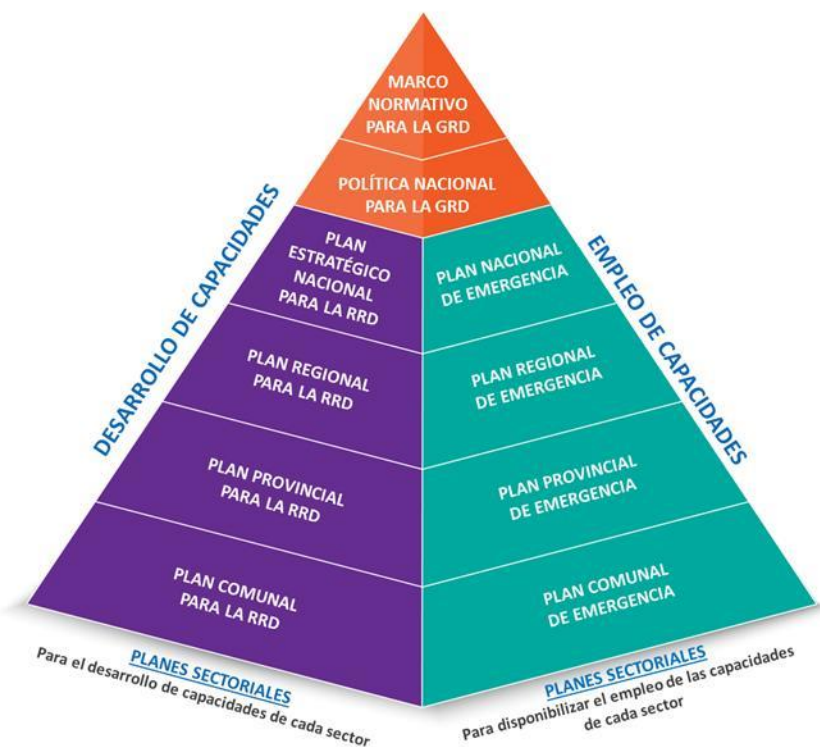 MARCO
NORMATIVO
PARA LA GRD
POLÍTICA NACIONAL
PARA LA GRD
DESARROLLO DE CAPACIDADES
PLAN
ESTRATÉGICO
NACIONAL
PARA LA RRD
PLAN REGIONAL
PARA LA RRD
PLAN PROVINCIAL
PARA LA RRD
PLAN COMUNAL
PARA LA RRD
PLANES SECTORIALES
Para el desarrollo de capacidades de cada sector
EMPLEO DE CAPACIDADES
PLAN NACIONAL
DE EMERGENCIA
PLAN REGIONAL
DE EMERGENCIA
PLAN PROVINCIAL
DE EMERGENCIA
PLAN COMUNAL
DE EMERGENCIA
PLANES SECTORIALES
Para disponibilizar el empleo de las capacidades
de cada sector